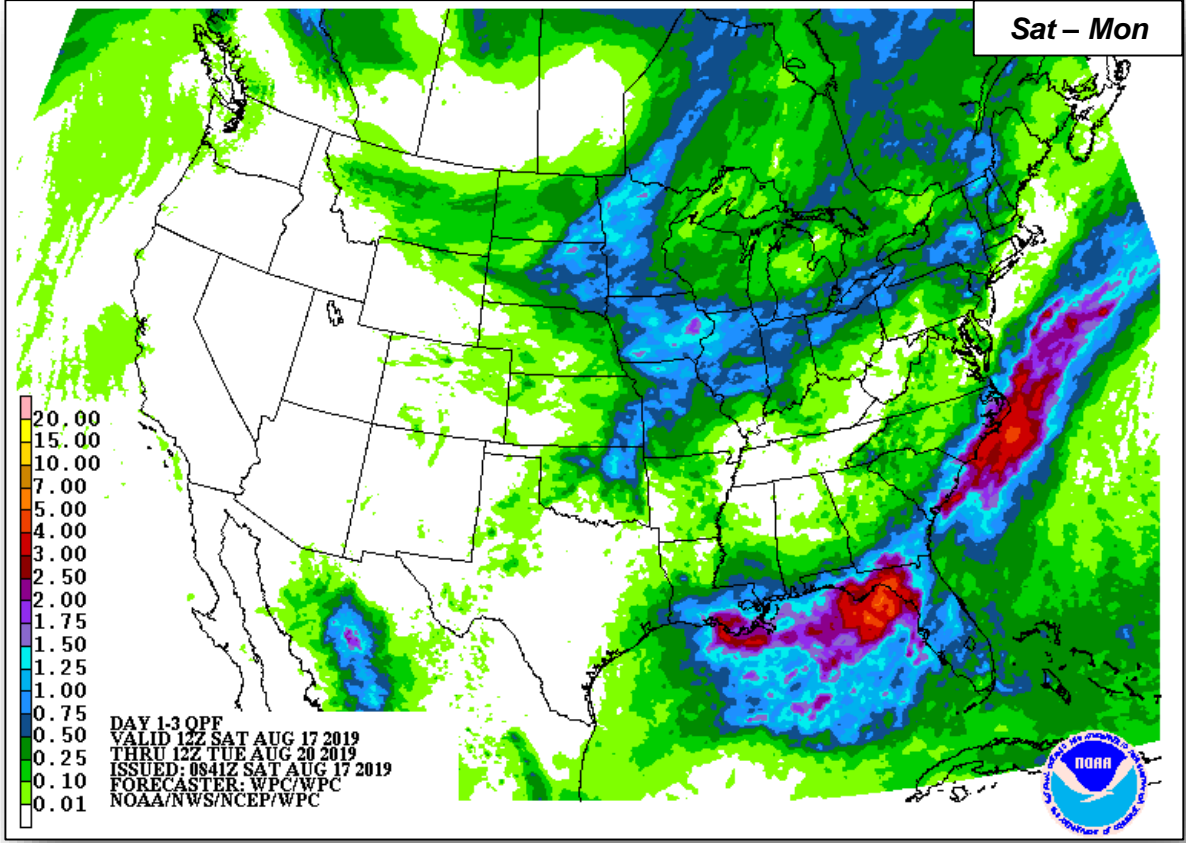 Sat – Mon
20.00
15.00
10.00
7.00
5.00
4.00
3.00
2.50
2.00
1.75
1.50
1.25
1.00
0.75
0.50
0.25
0.10
0.01
DAY 1-3 QPF
VALID 12Z SAT AUG 17 2019
THRU 12Z TUE AUG 20 2019
ISSUED: 0841Z SAT AUG 17 2019
FORECASTER: WPC/WPC
NOAA/NWS/NCEP/WPC
NOAA